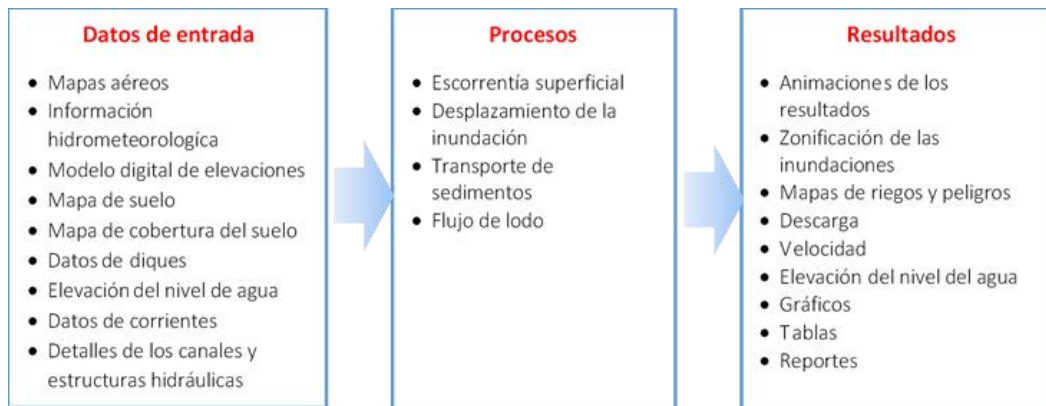 Datos de entrada
• Mapas aéreos
• Información
hidrometeorologíca
• Modelo digital de elevaciones
• Mapa de suelo
• Mapa de cobertura del suelo
• Datos de diques
• Elevación del nivel de agua
• Datos de corrientes
• Detalles de los canales y
estructuras hidráulicas
Procesos
• Escorrentía superficial
• Desplazamiento de la
inundación
• Transporte de
sedimentos
• Flujo de lodo
Resultados
• Animaciones de los
resultados
• Zonificación de las
inundaciones
• Mapas de riegos y peligros
• Descarga
• Velocidad
• Elevación del nivel del agua
• Gráficos
• Tablas
• Reportes